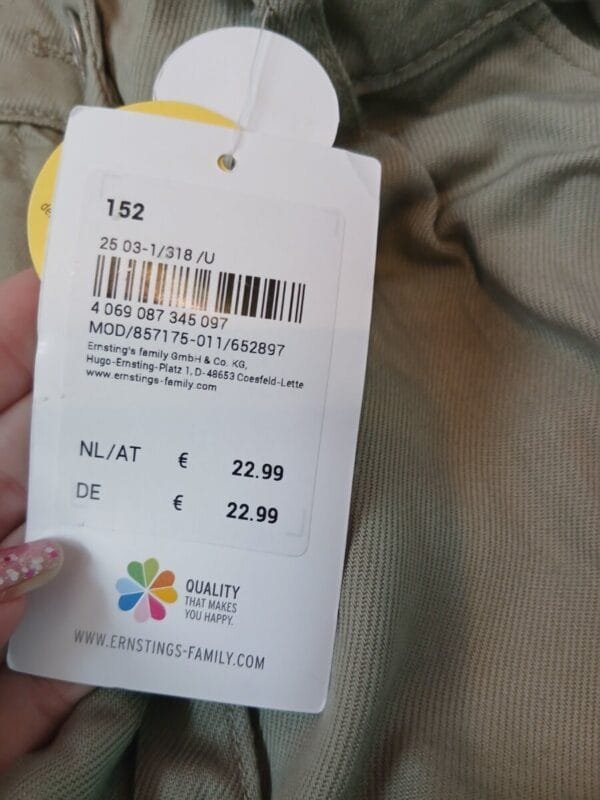 152
25 03-1/318 /U
4 069 087 345 097
MOD/857175-011/652897
Ernsting's family GmbH & Co. KG,
Hugo-Ernsting-Platz 1, D-48653 Coesfeld-Lette
www.ernstings-family.com
NL/AT € 22.99
DE € 22.99
QUALITY
THAT MAKES
YOU HAPPY.
WWW.ERNSTINGS-FAMILY.COM